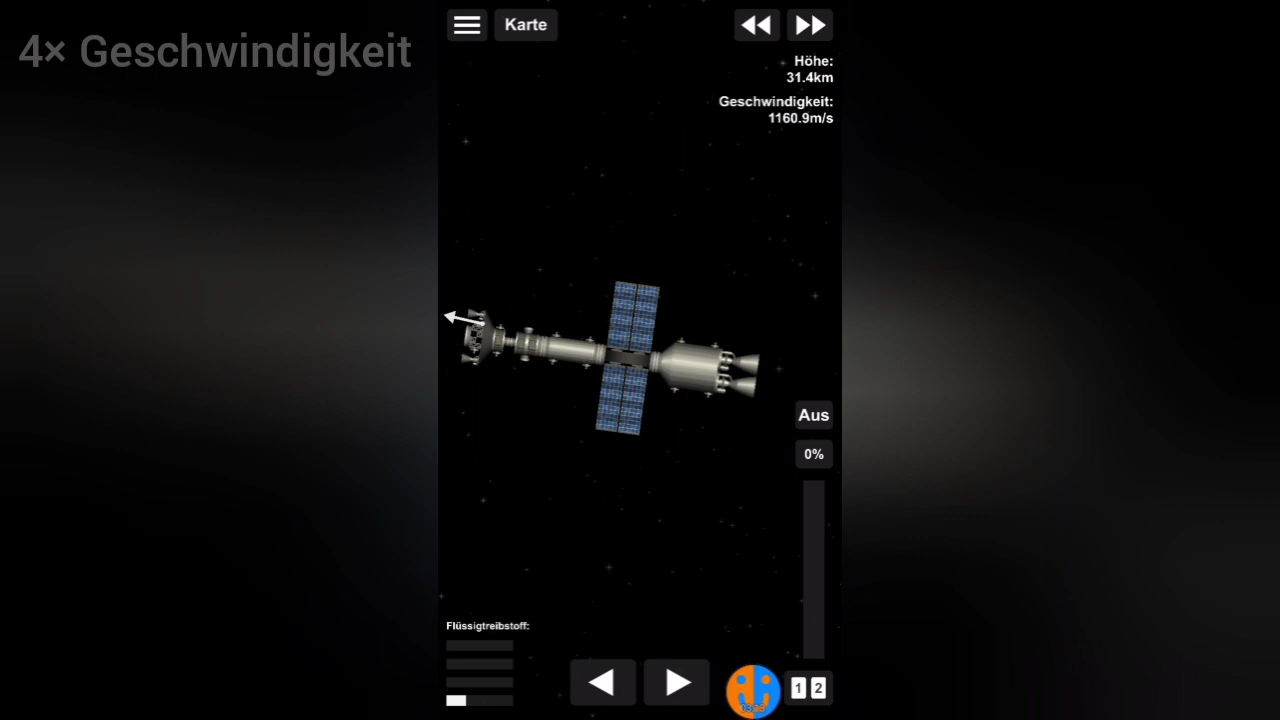 4× Geschwindigkeit
Karte
Höhe:
31.4km
Geschwindigkeit:
1160.9m/s
Aus
0%
Flüssigtreibstoff:
1 2